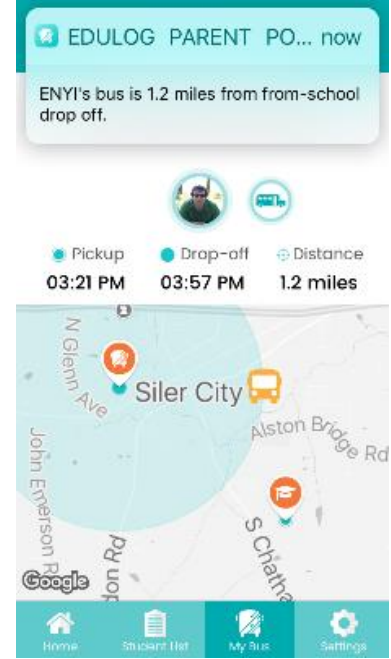 EDULOG PARENT PO... now
ENYI's bus is 1.2 miles from from-school
drop off.
Pickup
Drop-off
Distance
03:21 PM
03:57 PM
1.2 miles
N Glenn Ave
Siler City
Alston Bridge Rd
John Emerson R
don Rd
S Chatha
Google
Home
Student List
My Bus
Settings